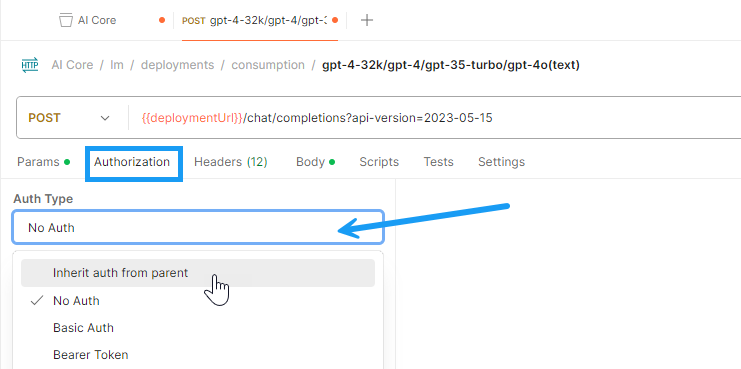 AI Core
POST gpt-4-32k/gpt-4/gpt-3
HTTP AI Core / lm / deployments / consumption / gpt-4-32k/gpt-4/gpt-35-turbo/gpt-4o(text)
POST {{deploymentUrl}}/chat/completions?api-version=2023-05-15
Params Authorization Headers (12) Body Scripts Tests Settings
Auth Type
No Auth
Inherit auth from parent
No Auth
Basic Auth
Bearer Token